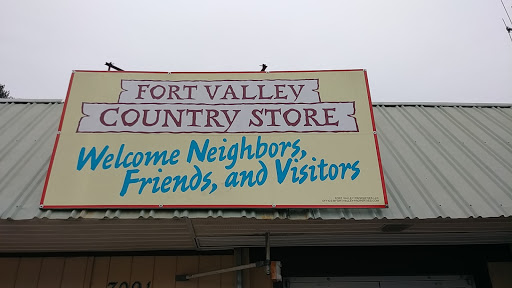 FORT VALLEY
COUNTRY STORE
Welcome Neighbors,
Friends, and Visitors